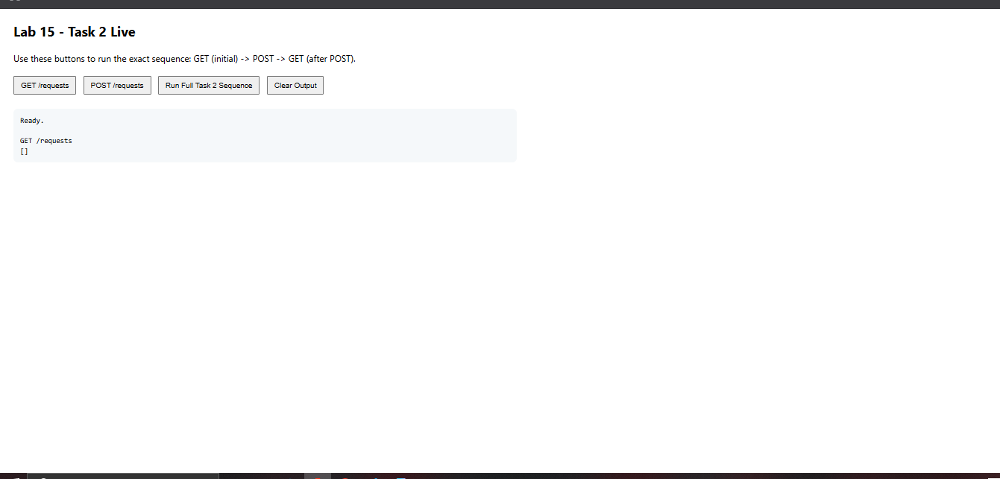 Lab 15 - Task 2 Live
Use these buttons to run the exact sequence: GET (initial) -> POST -> GET (after POST).
GET /requests
POST /requests
Run Full Task 2 Sequence
Clear Output
Ready.
GET /requests
[]